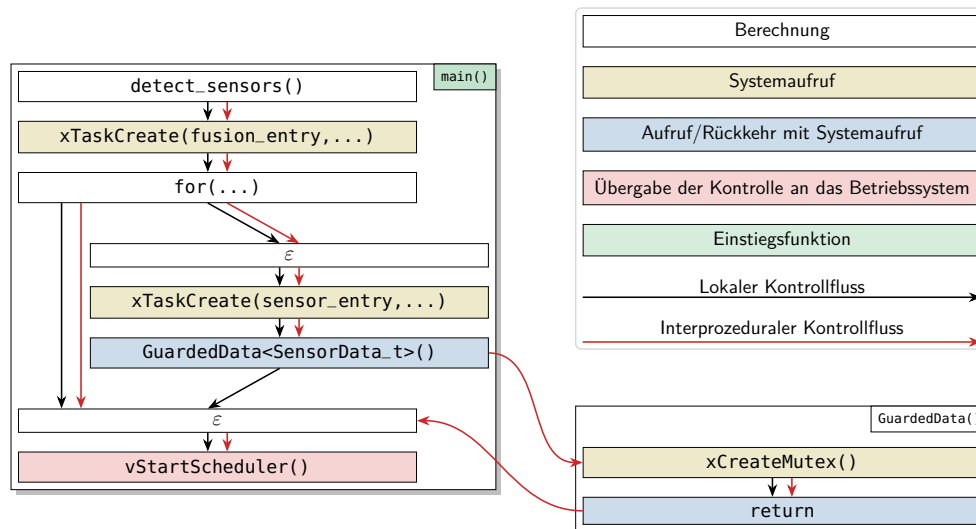 main()
detect_sensors()
xTaskCreate(fusion_entry,...)
for(...)
ε
xTaskCreate(sensor_entry,...)
GuardedData<SensorData_t>()
ε
vStartScheduler()
Berechnung
Systemaufruf
Aufruf/Rückkehr mit Systemaufruf
Übergabe der Kontrolle an das Betriebssystem
Einstiegsfunktion
Lokaler Kontrollfluss
Interprozeduraler Kontrollfluss
GuardedData()
xCreateMutex()
return